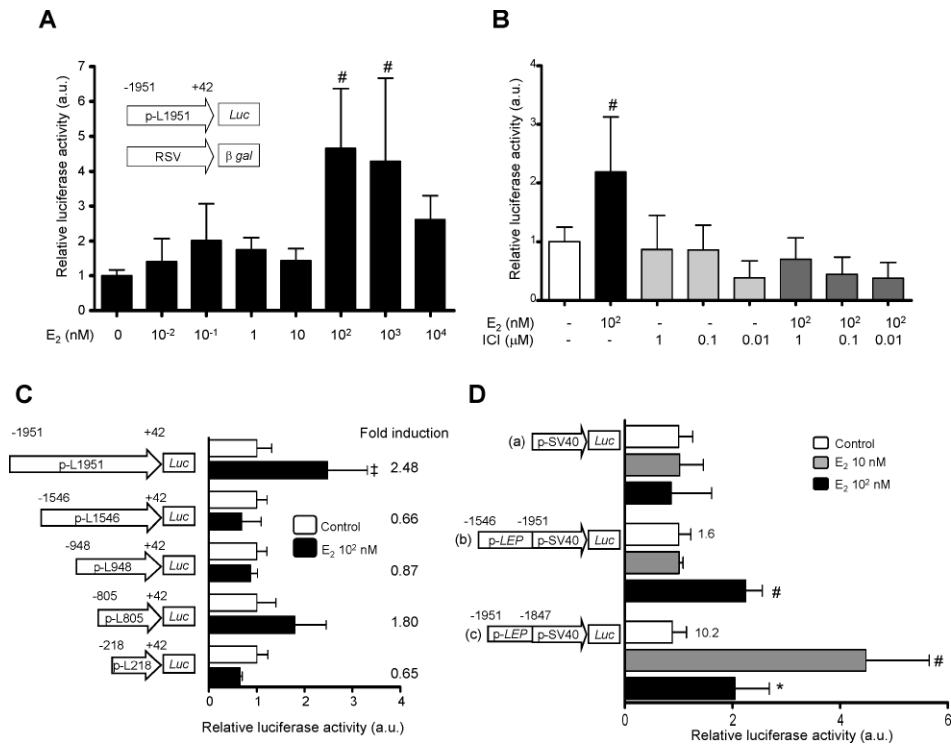 A
Relative luciferase activity (a.u.)
7
6
5
4
3
2
1
0
-1951 +42
p-L1951 Luc
RSV β gal
# #
E2 (nM) 0 10-2 10-1 1 10 10² 10³ 10⁴
B
Relative luciferase activity (a.u.)
4
3
2
1
0
#
E2 (nM) - 10² - - - 10² 10² 10²
ICI (μM) - - 1 0.1 0.01 1 0.1 0.01
C
Fold induction
-1951 +42
p-L1951 Luc ‡ 2.48
-1546 +42
p-L1546 Luc 0.66
-948 +42
p-L948 Luc 0.87
-805 +42
p-L805 Luc 1.80
-218 +42
p-L218 Luc 0.65
Control
E2 10² nM
0 1 2 3 4
Relative luciferase activity (a.u.)
D
(a) p-SV40 Luc
Control
E2 10 nM
E2 10² nM
-1546 -1951
(b) p-LEP p-SV40 Luc 1.6
#
-1951 -1847
(c) p-LEP p-SV40 Luc 10.2
#
*
0 2 4 6
Relative luciferase activity (a.u.)